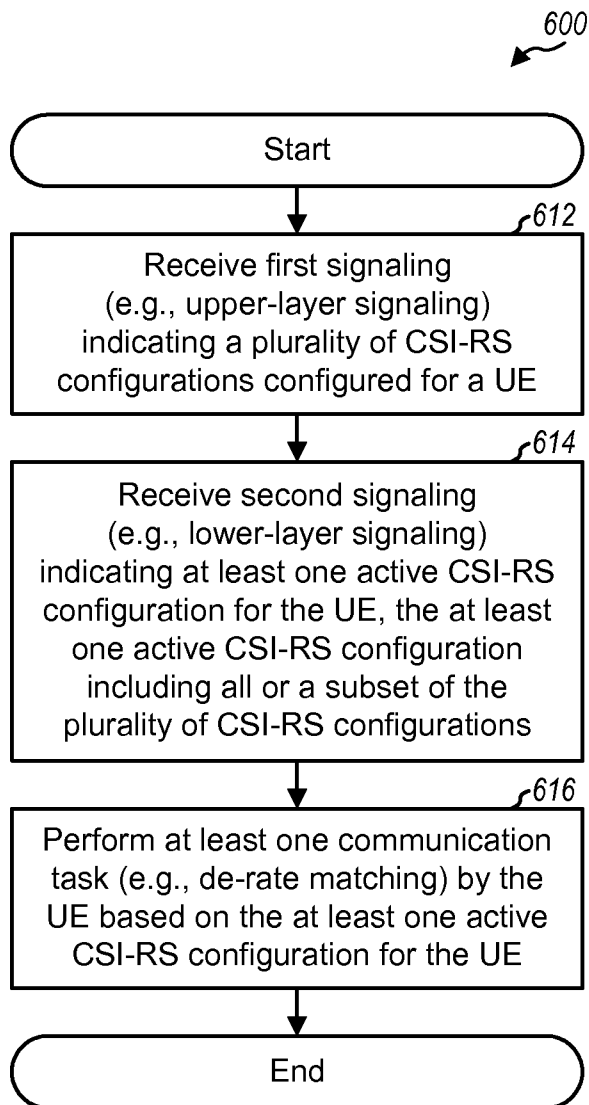 600
Start
612
Receive first signaling
(e.g., upper-layer signaling)
indicating a plurality of CSI-RS
configurations configured for a UE
614
Receive second signaling
(e.g., lower-layer signaling)
indicating at least one active CSI-RS
configuration for the UE, the at least
one active CSI-RS configuration
including all or a subset of the
plurality of CSI-RS configurations
616
Perform at least one communication
task (e.g., de-rate matching) by the
UE based on the at least one active
CSI-RS configuration for the UE
End